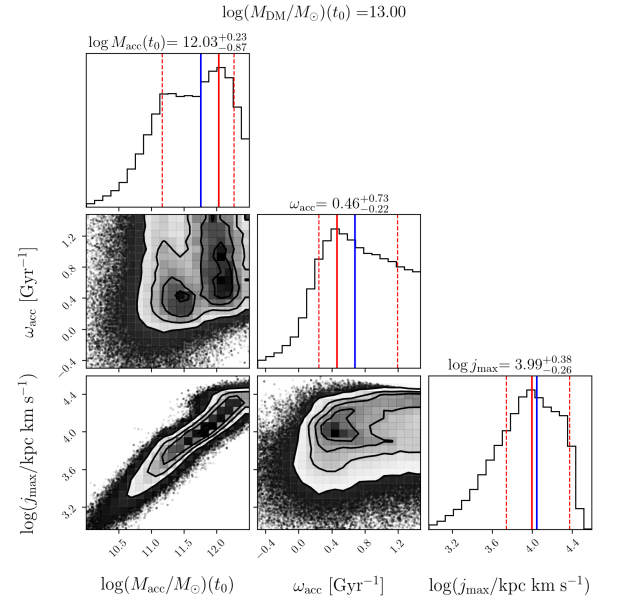 log(M_DM/M_⊙)(t_0) =13.00
log M_acc(t_0)= 12.03^{+0.23}_{-0.87}
ω_acc= 0.46^{+0.73}_{-0.22}
1.2
0.8
0.4
0.0
−0.4
ω_acc [Gyr^{−1}]
log j_max= 3.99^{+0.38}_{-0.26}
4.4
4.0
3.6
3.2
log(j_max/kpc km s^{−1})
10.5 11.0 11.5 12.0
−0.4 0.0 0.4 0.8 1.2
3.2 3.6 4.0 4.4
log(M_acc/M_⊙)(t_0)
ω_acc [Gyr^{−1}]
log(j_max/kpc km s^{−1})